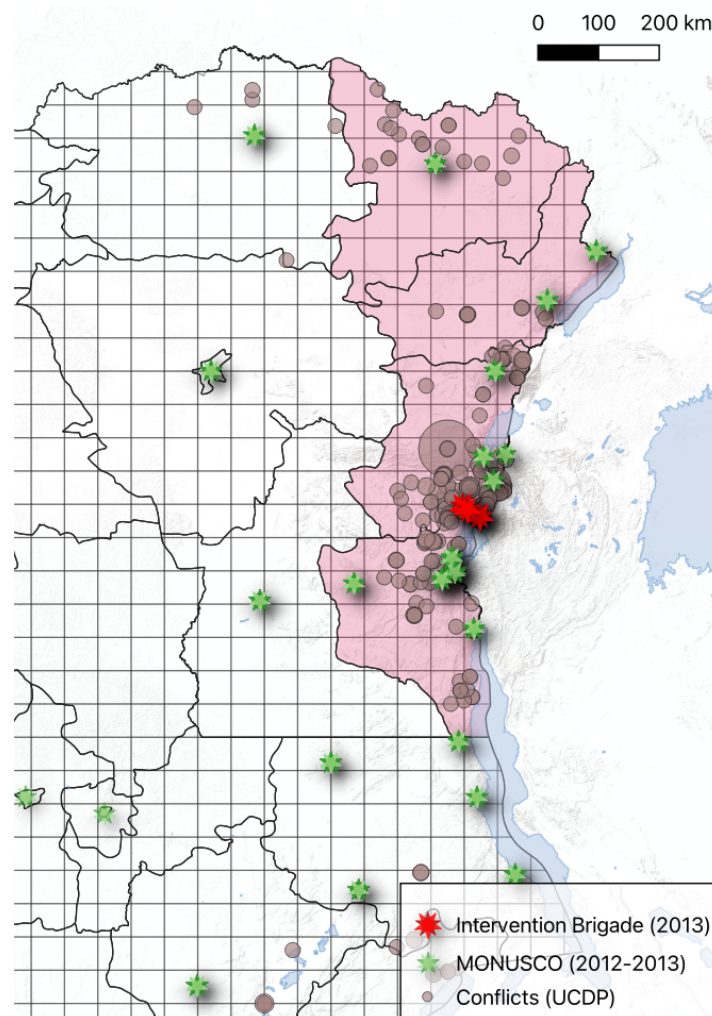 0 100 200 km
Intervention Brigade (2013)
MONUSCO (2012-2013)
Conflicts (UCDP)